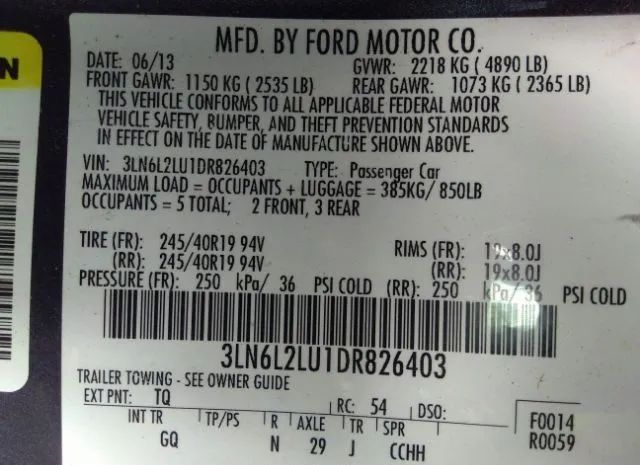 N
MFD. BY FORD MOTOR CO.
DATE: 06/13 GVWR: 2218 KG ( 4890 LB)
FRONT GAWR: 1150 KG ( 2535 LB) REAR GAWR: 1073 KG ( 2365 LB)
THIS VEHICLE CONFORMS TO ALL APPLICABLE FEDERAL MOTOR
VEHICLE SAFETY, BUMPER, AND THEFT PREVENTION STANDARDS
IN EFFECT ON THE DATE OF MANUFACTURE SHOWN ABOVE.
VIN: 3LN6L2LU1DR826403 TYPE: Passenger Car
MAXIMUM LOAD = OCCUPANTS + LUGGAGE = 385KG/ 850LB
OCCUPANTS = 5 TOTAL; 2 FRONT, 3 REAR
TIRE (FR): 245/40R19 94V RIMS (FR): 19x8.0J
(RR): 245/40R19 94V (RR): 19x8.0J
PRESSURE (FR): 250 kPa/ 36 PSI COLD (RR): 250 kPa/ 36 PSI COLD
3LN6L2LU1DR826403
TRAILER TOWING - SEE OWNER GUIDE
EXT PNT: TQ RC: 54 DSO: F0014
INT TR TP/PS R AXLE TR SPR R0059
GQ N 29 J CCHH